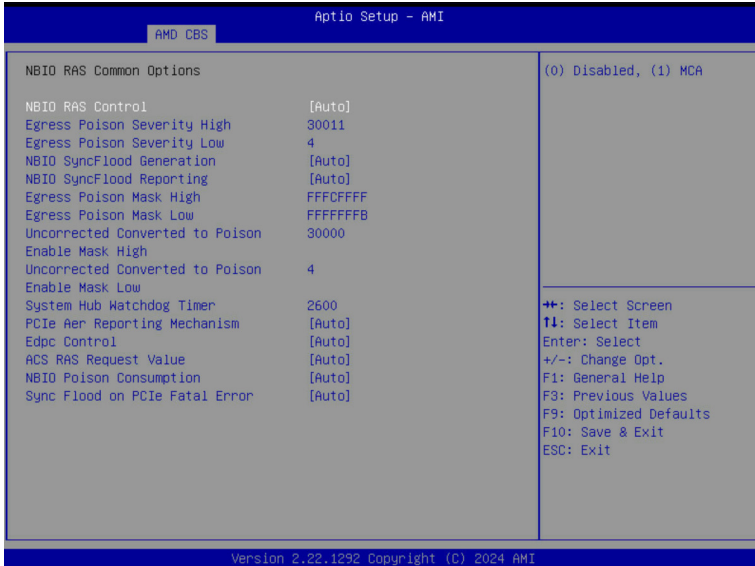 Aptio Setup – AMI
AMD CBS
NBIO RAS Common Options
NBIO RAS Control [Auto]
Egress Poison Severity High 30011
Egress Poison Severity Low 4
NBIO SyncFlood Generation [Auto]
NBIO SyncFlood Reporting [Auto]
Egress Poison Mask High FFFCFFFF
Egress Poison Mask Low FFFFFFFB
Uncorrected Converted to Poison 30000
Enable Mask High
Uncorrected Converted to Poison 4
Enable Mask Low
System Hub Watchdog Timer 2600
PCIe Aer Reporting Mechanism [Auto]
Edpc Control [Auto]
ACS RAS Request Value [Auto]
NBIO Poison Consumption [Auto]
Sync Flood on PCIe Fatal Error [Auto]
(0) Disabled, (1) MCA
→←: Select Screen
↑↓: Select Item
Enter: Select
+/-: Change Opt.
F1: General Help
F3: Previous Values
F9: Optimized Defaults
F10: Save & Exit
ESC: Exit
Version 2.22.1292 Copyright (C) 2024 AMI